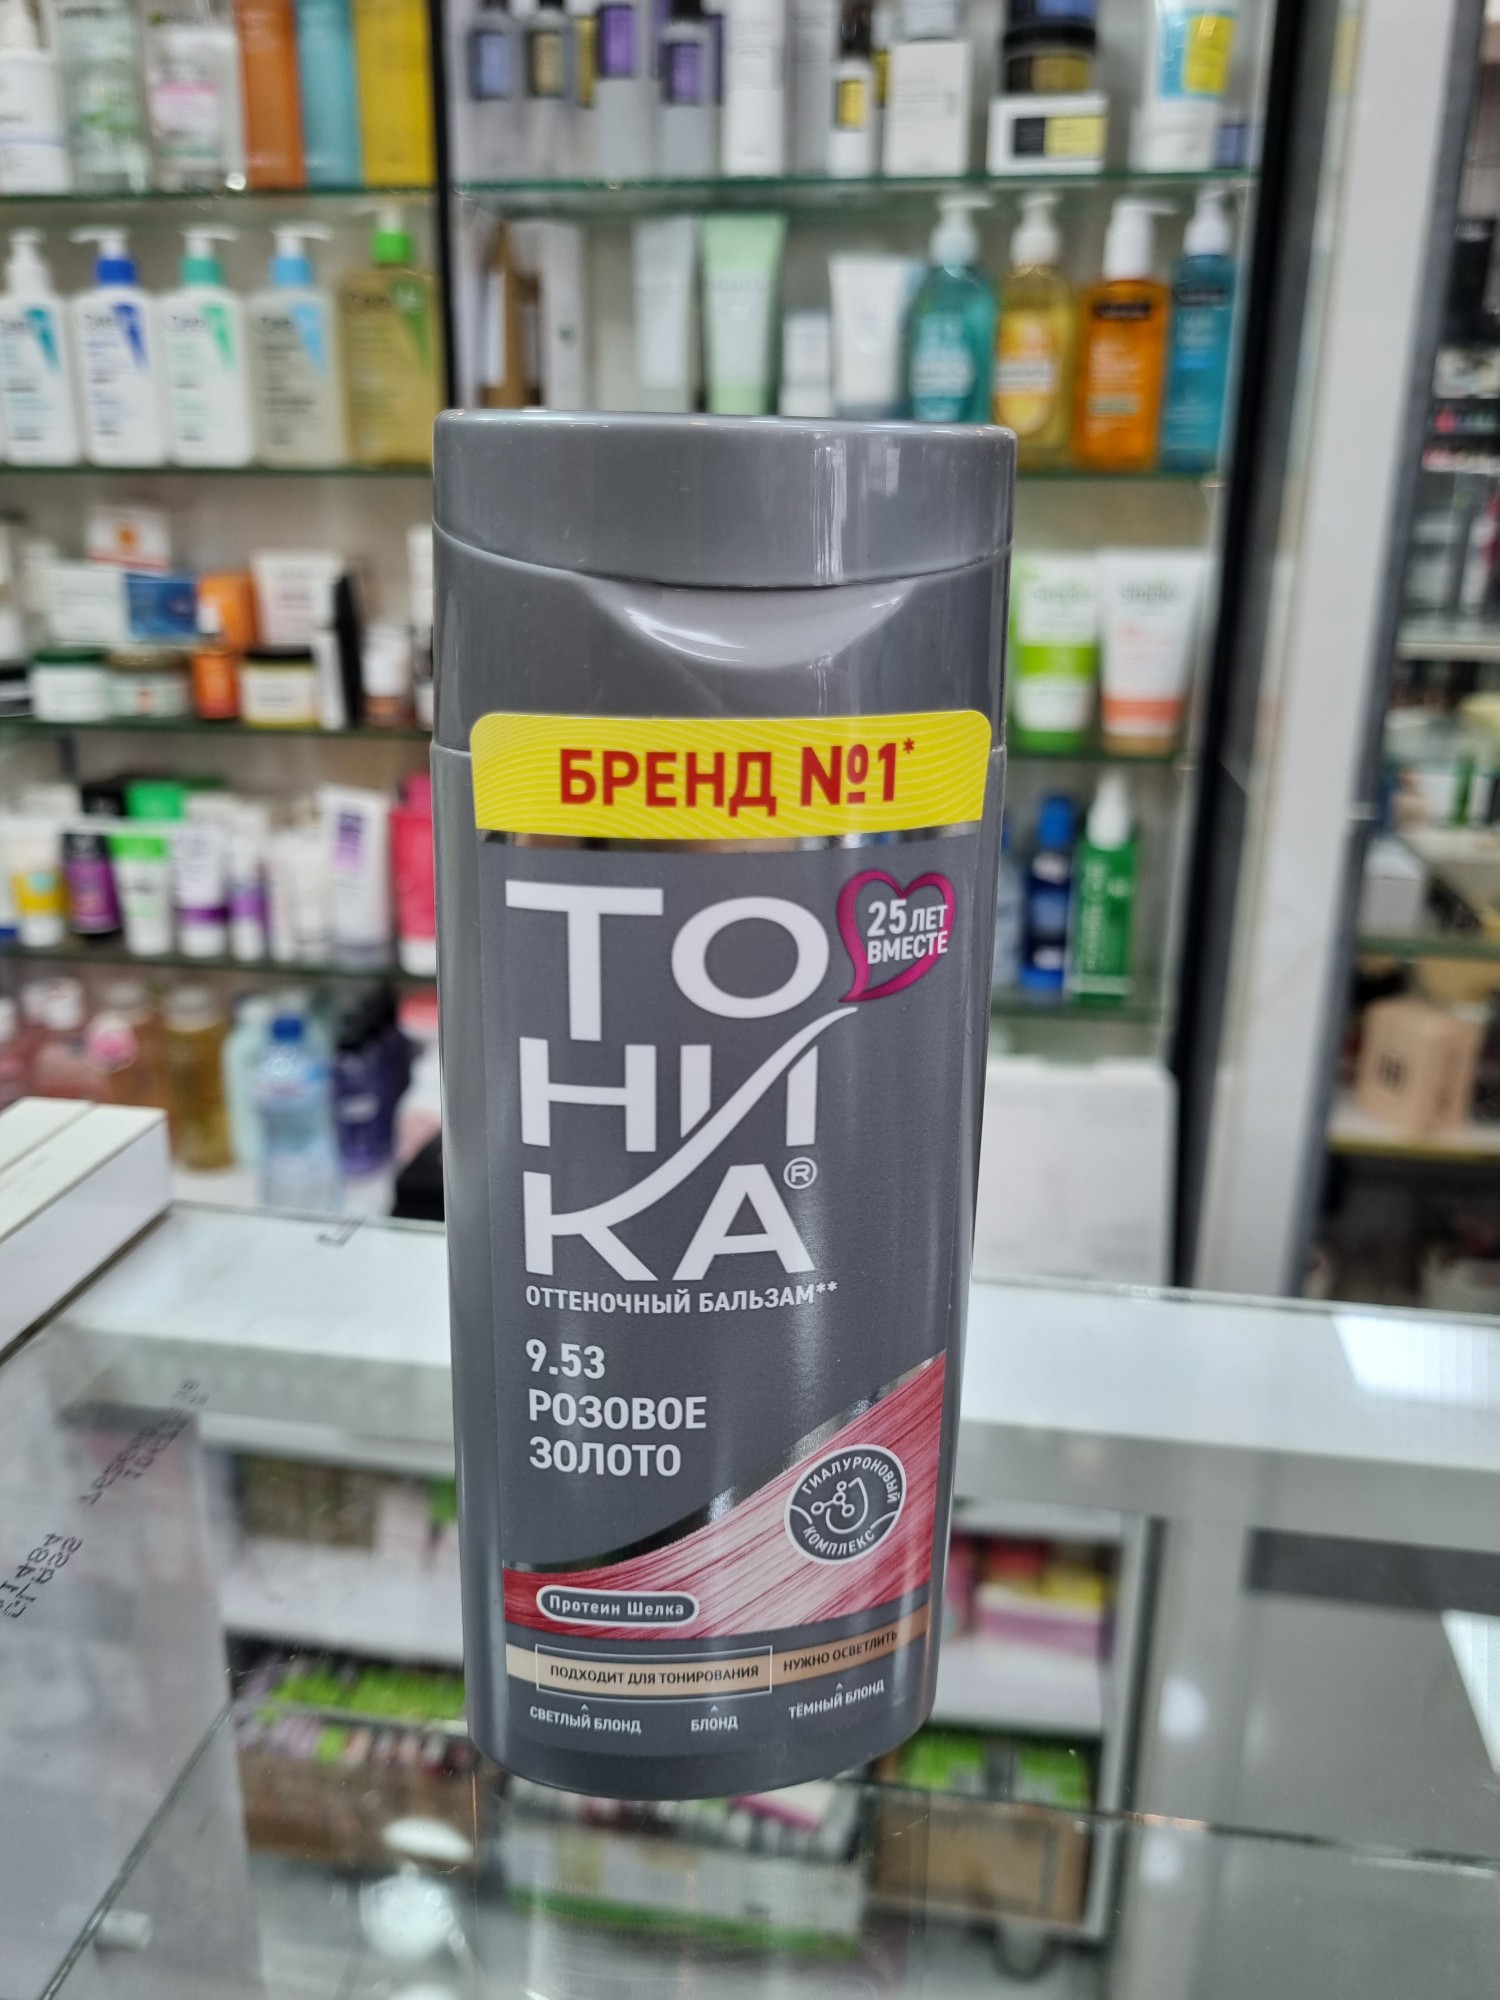 БРЕНД №1*
ТО
НИ
КА®
25 ЛЕТ
ВМЕСТЕ
ОТТЕНОЧНЫЙ БАЛЬЗАМ**
9.53
РОЗОВОЕ
ЗОЛОТО
ГИАЛУРОНОВЫЙ
КОМПЛЕКС
Протеин Шелка
ПОДХОДИТ ДЛЯ ТОНИРОВАНИЯ
НУЖНО ОСВЕТЛИТЬ
СВЕТЛЫЙ БЛОНД
БЛОНД
ТЁМНЫЙ БЛОНД